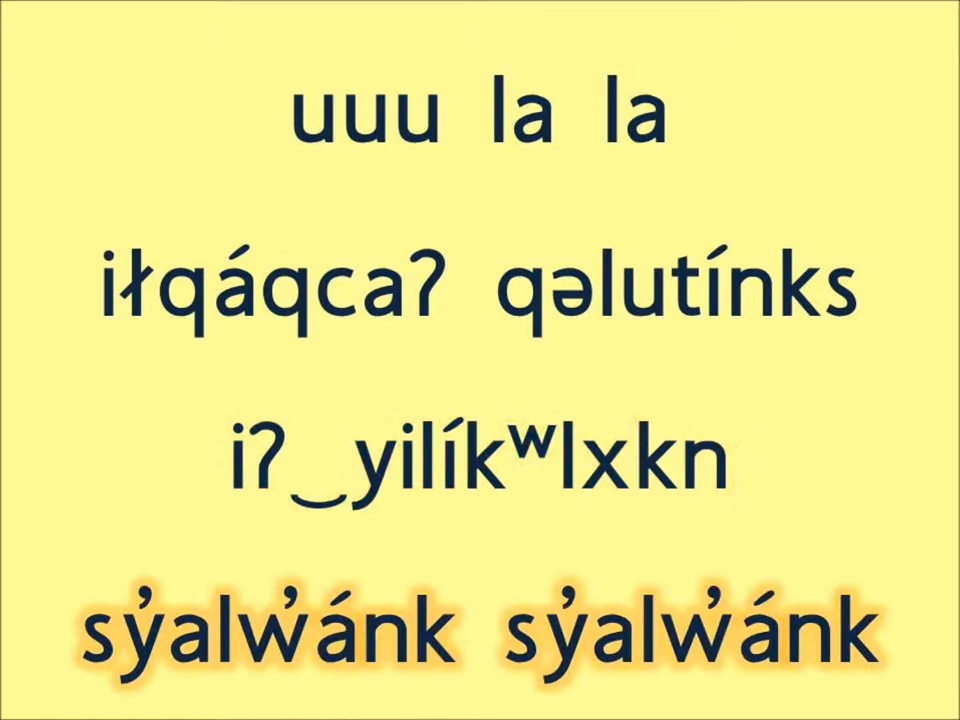 uuu la la
iłqáqcaʔ qəlutínks
iʔ‿yilíkʷlxkn
sy̓alw̓ánk sy̓alw̓ánk